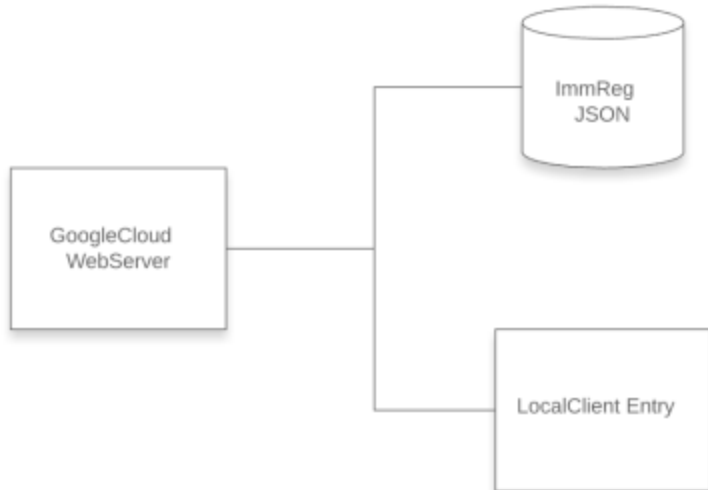 ImmReg
JSON
GoogleCloud
WebServer
LocalClient Entry